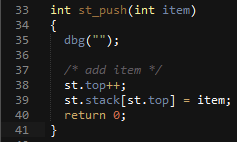 33 int st_push(int item)
34 {
35 dbg("");
36
37 /* add item */
38 st.top++;
39 st.stack[st.top] = item;
40 return 0;
41 }